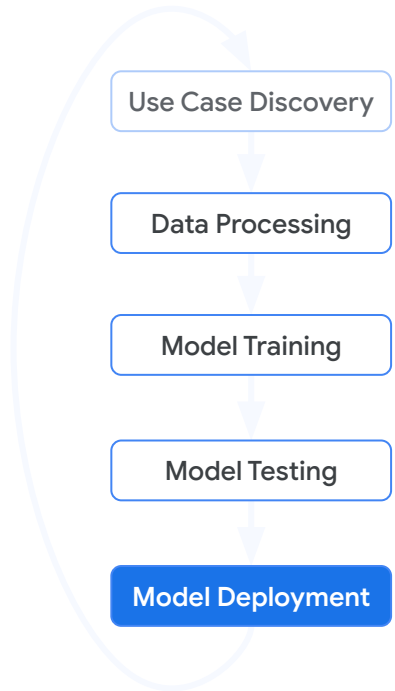 Use Case Discovery
Data Processing
Model Training
Model Testing
Model Deployment